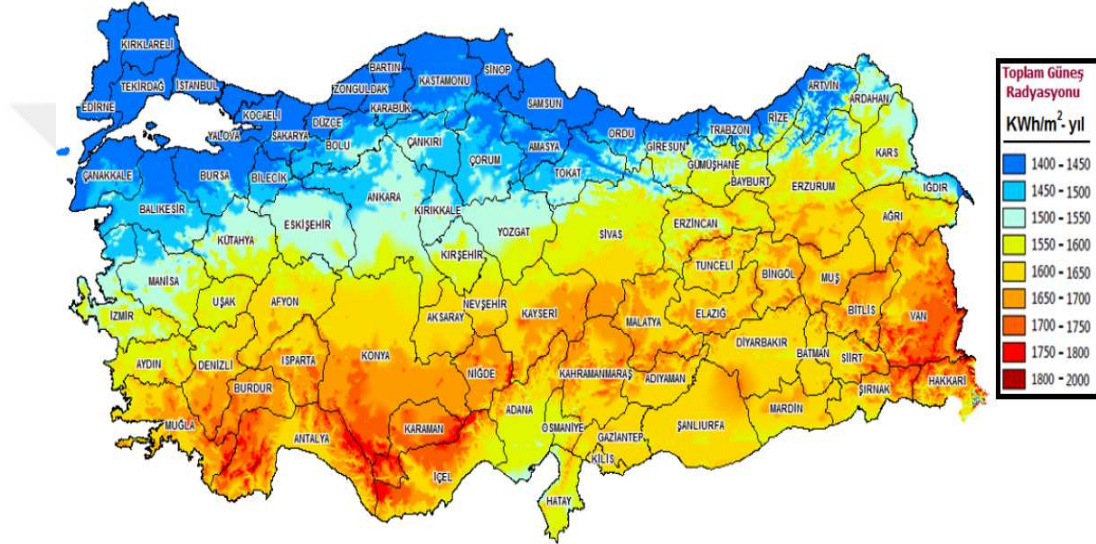 KIRKLARELİ
TEKİRDAĞ
İSTANBUL
EDİRNE
KOCAELİ
YALOVA
SAKARYA
DÜZCE
ZONGULDAK
BARTIN
KARABÜK
KASTAMONU
SİNOP
SAMSUN
BOLU
ÇANKIRI
ÇORUM
AMASYA
TOKAT
ORDU
GİRESUN
TRABZON
RİZE
ARTVİN
ARDAHAN
KARS
GÜMÜŞHANE
BAYBURT
ERZURUM
IĞDIR
AĞRI
ÇANAKKALE
BURSA
BİLECİK
BALIKESİR
KÜTAHYA
ESKİŞEHİR
ANKARA
KIRIKKALE
YOZGAT
KIRŞEHİR
SİVAS
ERZİNCAN
TUNCELİ
BİNGÖL
MUŞ
BİTLİS
VAN
MANİSA
İZMİR
UŞAK
AFYON
AKSARAY
NEVŞEHİR
KAYSERİ
MALATYA
ELAZIĞ
DİYARBAKIR
BATMAN
SİİRT
ŞIRNAK
HAKKARİ
AYDIN
DENİZLİ
ISPARTA
BURDUR
KONYA
NİĞDE
KAHRAMANMARAŞ
ADIYAMAN
MARDİN
ŞANLIURFA
MUĞLA
ANTALYA
KARAMAN
İÇEL
ADANA
OSMANİYE
GAZİANTEP
KİLİS
HATAY
Toplam Güneş
Radyasyonu
KWh/m²- yıl
1400 - 1450
1450 - 1500
1500 - 1550
1550 - 1600
1600 - 1650
1650 - 1700
1700 - 1750
1750 - 1800
1800 - 2000